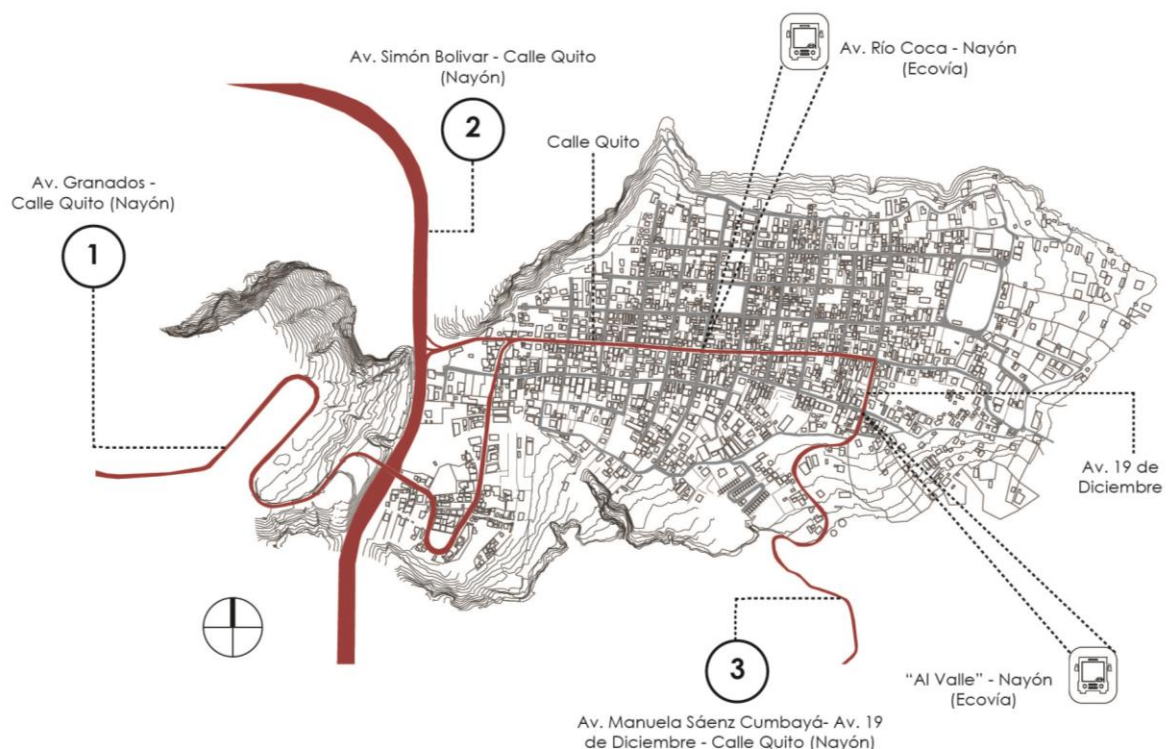 Av. Simón Bolivar - Calle Quito
(Nayón)
2
Av. Río Coca - Nayón
(Ecovía)
Calle Quito
Av. Granados -
Calle Quito (Nayón)
1
Av. 19 de
Diciembre
3
"Al Valle" - Nayón
(Ecovía)
Av. Manuela Sáenz Cumbayá- Av. 19
de Diciembre - Calle Quito (Nayón)